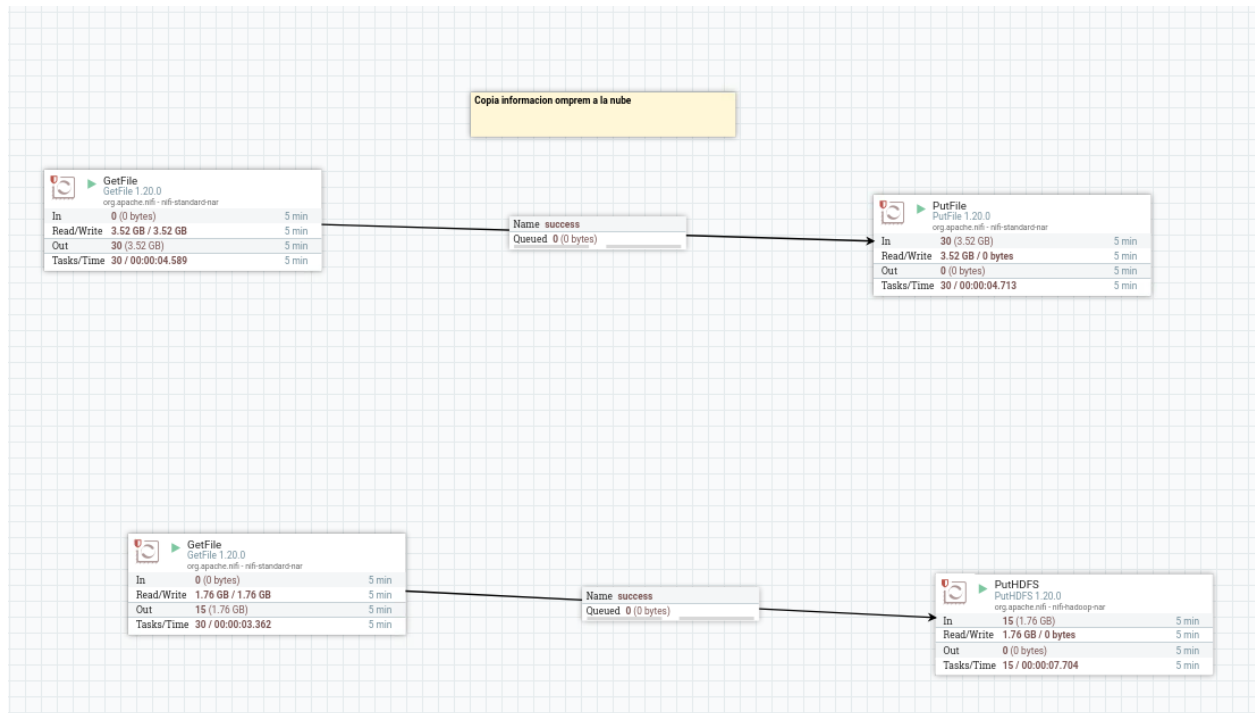 Copia informacion omprem a la nube
GetFile
GetFile 1.20.0
org.apache.nifi - nifi-standard-nar
In 0 (0 bytes) 5 min
Read/Write 3.52 GB / 3.52 GB 5 min
Out 30 (3.52 GB) 5 min
Tasks/Time 30 / 00:00:04.589 5 min
Name success
Queued 0 (0 bytes)
PutFile
PutFile 1.20.0
org.apache.nifi - nifi-standard-nar
In 30 (3.52 GB) 5 min
Read/Write 3.52 GB / 0 bytes 5 min
Out 0 (0 bytes) 5 min
Tasks/Time 30 / 00:00:04.713 5 min
GetFile
GetFile 1.20.0
org.apache.nifi - nifi-standard-nar
In 0 (0 bytes) 5 min
Read/Write 1.76 GB / 1.76 GB 5 min
Out 15 (1.76 GB) 5 min
Tasks/Time 30 / 00:00:03.362 5 min
Name success
Queued 0 (0 bytes)
PutHDFS
PutHDFS 1.20.0
org.apache.nifi - nifi-hadoop-nar
In 15 (1.76 GB) 5 min
Read/Write 1.76 GB / 0 bytes 5 min
Out 0 (0 bytes) 5 min
Tasks/Time 15 / 00:00:07.704 5 min